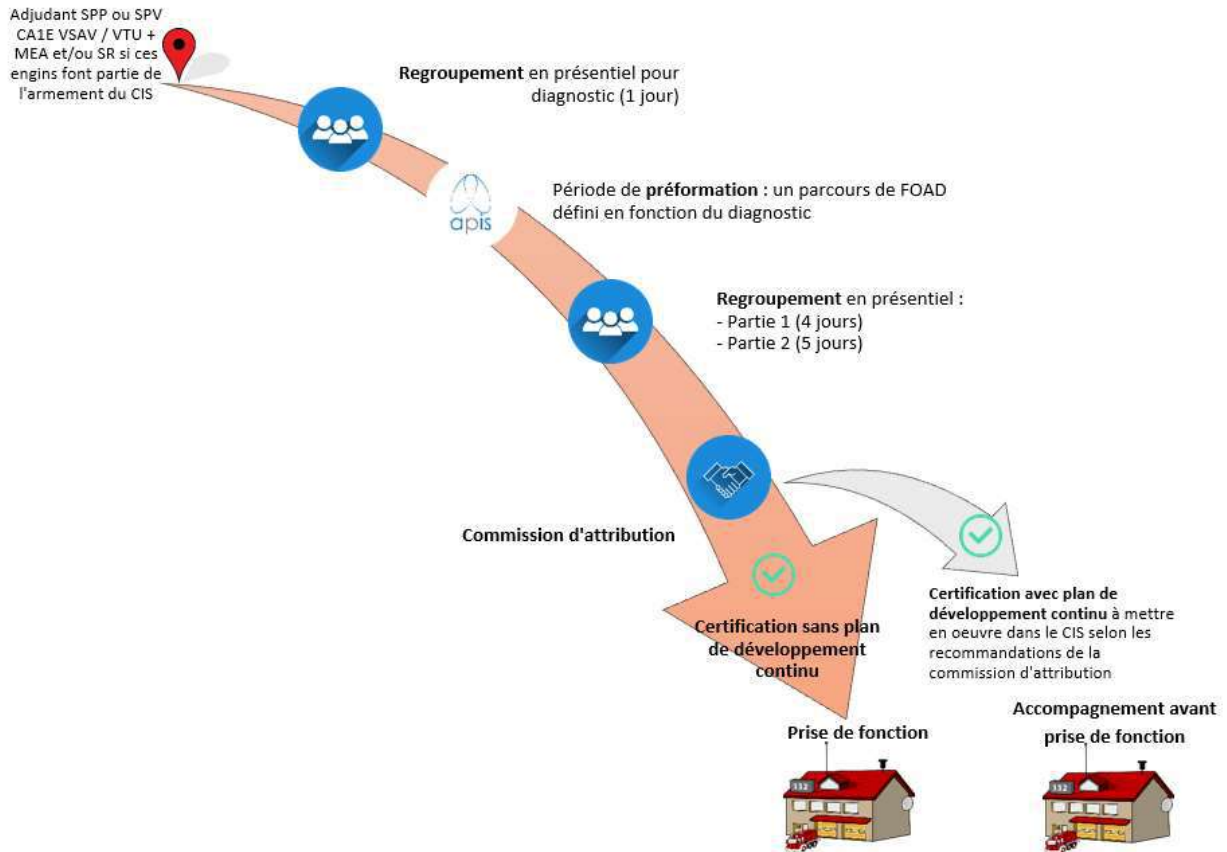 Adjudant SPP ou SPV
CA1E VSAV / VTU +
MEA et/ou SR si ces
engins font partie de
l'armement du CIS
Regroupement en présentiel pour
diagnostic (1 jour)
apis
Période de préformation : un parcours de FOAD
défini en fonction du diagnostic
Regroupement en présentiel :
- Partie 1 (4 jours)
- Partie 2 (5 jours)
Commission d'attribution
Certification sans plan
de développement
continu
Certification avec plan de
développement continu à mettre
en oeuvre dans le CIS selon les
recommandations de la
commission d'attribution
Prise de fonction
Accompagnement avant
prise de fonction
112
112